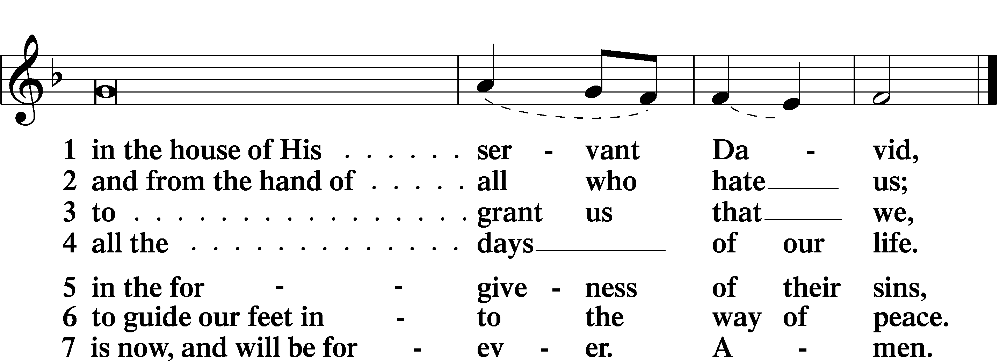 1 in the house of His . . . . . . ser - vant Da - vid,
2 and from the hand of . . . . . all who hate____ us;
3 to . . . . . . . . . . . . . . . . grant us that____ we,
4 all the . . . . . . . . . . . . . days____ of our life.
5 in the for - - give - ness of their sins,
6 to guide our feet in - to the way of peace.
7 is now, and will be for - ev - er. A - men.